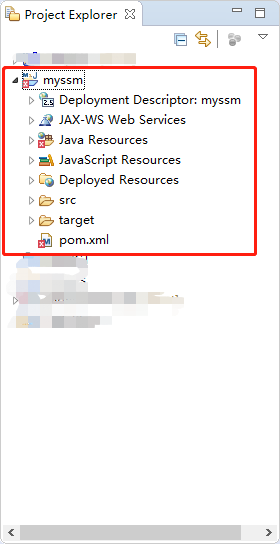 Project Explorer
myssm
Deployment Descriptor: myssm
JAX-WS Web Services
Java Resources
JavaScript Resources
Deployed Resources
src
target
pom.xml